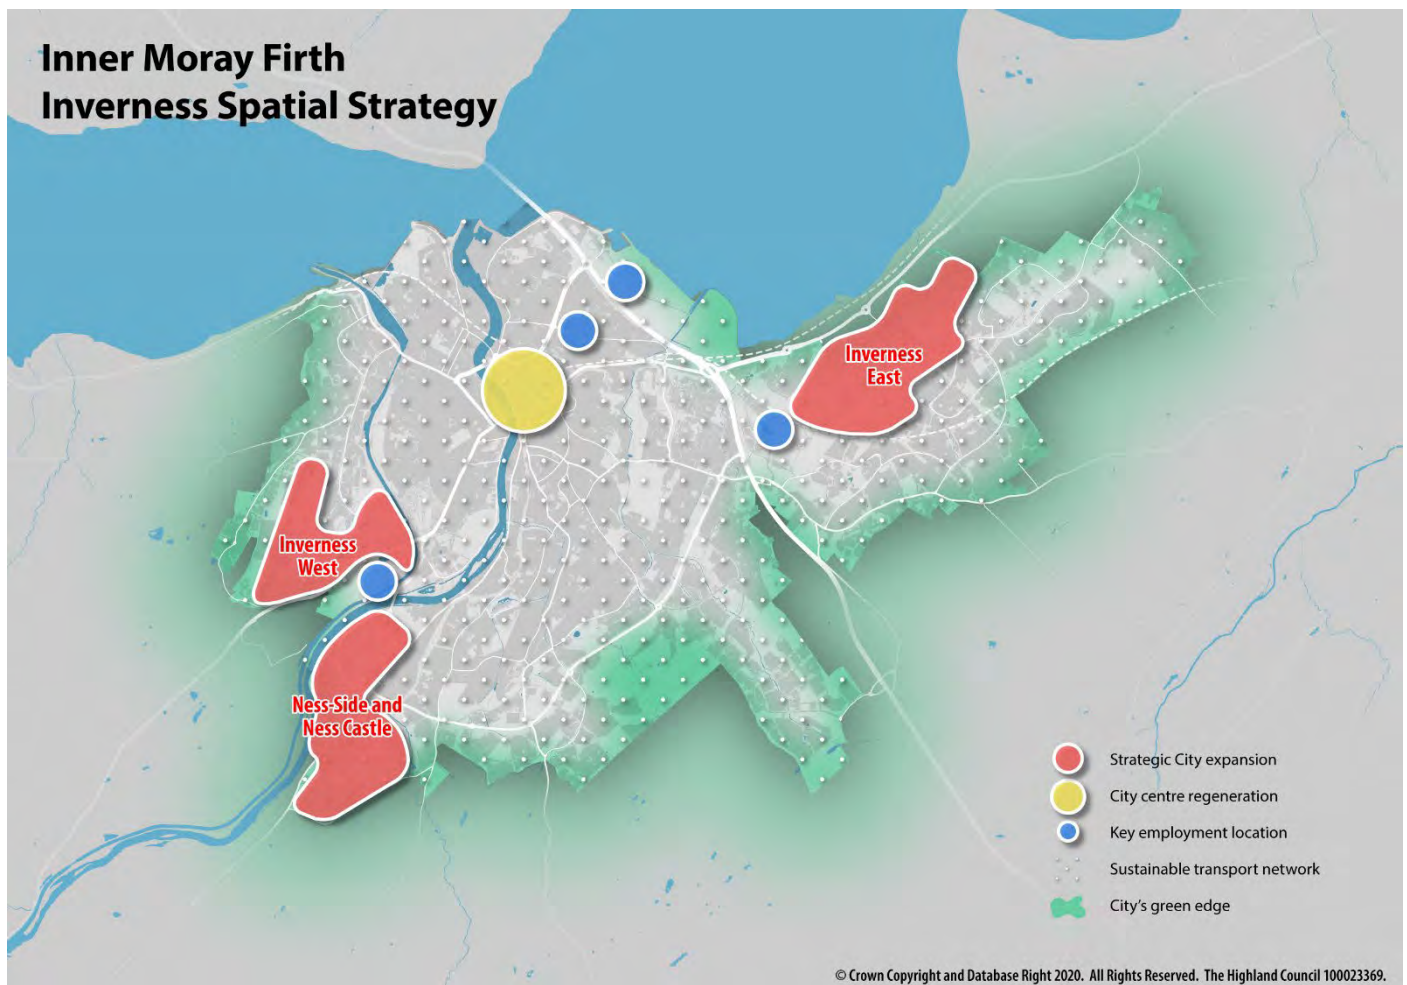 Inner Moray Firth
Inverness Spatial Strategy
Inverness
East
Inverness
West
Ness-Side and
Ness Castle
Strategic City expansion
City centre regeneration
Key employment location
Sustainable transport network
City's green edge
© Crown Copyright and Database Right 2020. All Rights Reserved. The Highland Council 100023369.